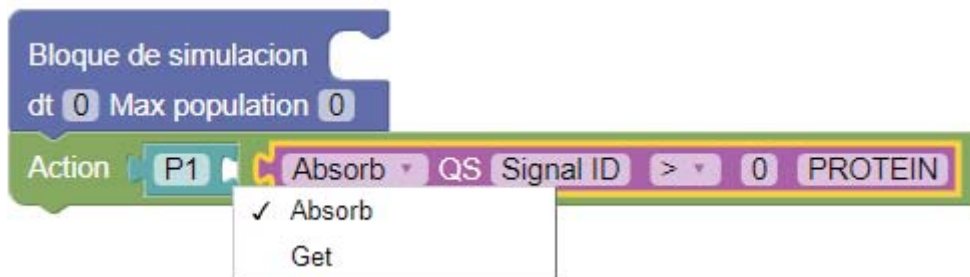 Bloque de simulacion
dt 0 Max population 0
Action P1 Absorb QS Signal ID > 0 PROTEIN
✓ Absorb
Get